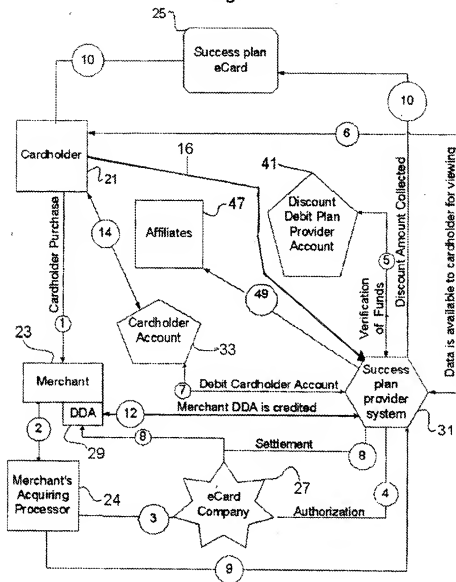 25
Success plan
eCard
10
10
6
Cardholder
21
16
41
47
Discount
Debit Plan
Provider
Account
Affiliates
14
Cardholder Purchase
1
49
5
Verification
of Funds
Discount Amount Collected
Data is available to cardholder for viewing
Cardholder
Account
33
23
7
Debit Cardholder Account
Success
plan
provider
system
31
Merchant
DDA
12
Merchant DDA is credited
29
8
2
Settlement
8
27
4
Merchant's
Acquiring
Processor
24
3
eCard
Company
Authorization
9